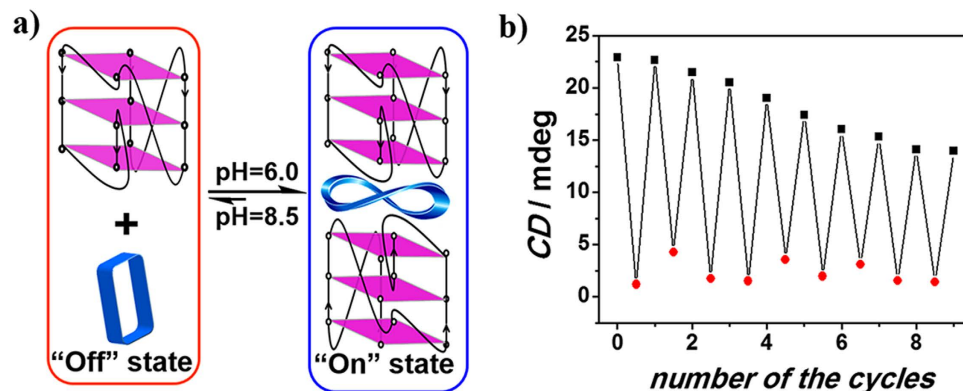 a)
+
"Off" state
pH=6.0
pH=8.5
"On" state
b)
CD / mdeg
25
20
15
10
5
0
0 2 4 6 8
number of the cycles